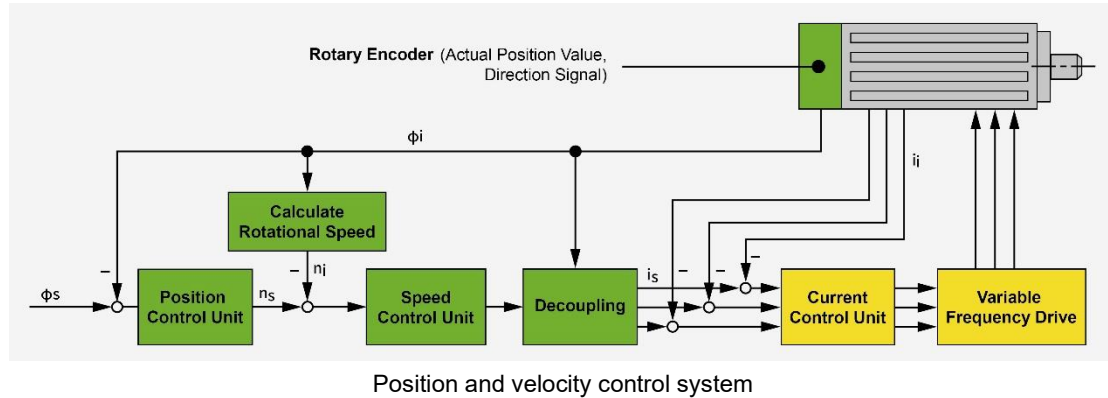 Rotary Encoder (Actual Position Value,
Direction Signal)
ϕi
ii
Calculate
Rotational Speed
–
– ni
is – – –
ϕs
Position
Control Unit
ns
Speed
Control Unit
Decoupling
Current
Control Unit
Variable
Frequency Drive
Position and velocity control system